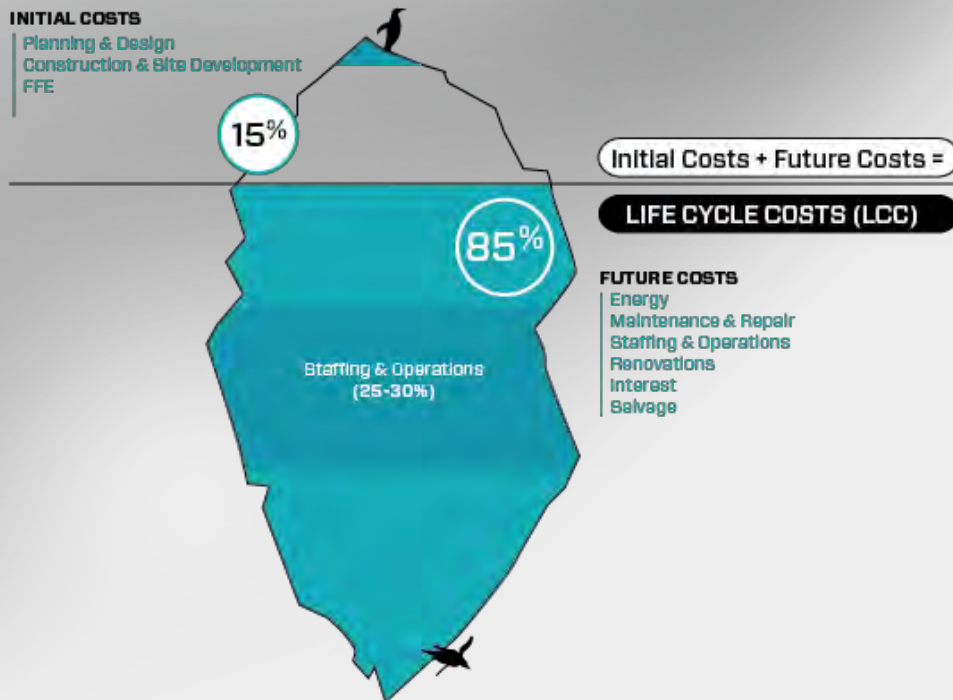 INITIAL COSTS
Planning & Design
Construction & Site Development
FFE
15%
Initial Costs + Future Costs =
LIFE CYCLE COSTS (LCC)
85%
FUTURE COSTS
Energy
Maintenance & Repair
Staffing & Operations
Renovations
Interest
Salvage
Staffing & Operations
(25-30%)